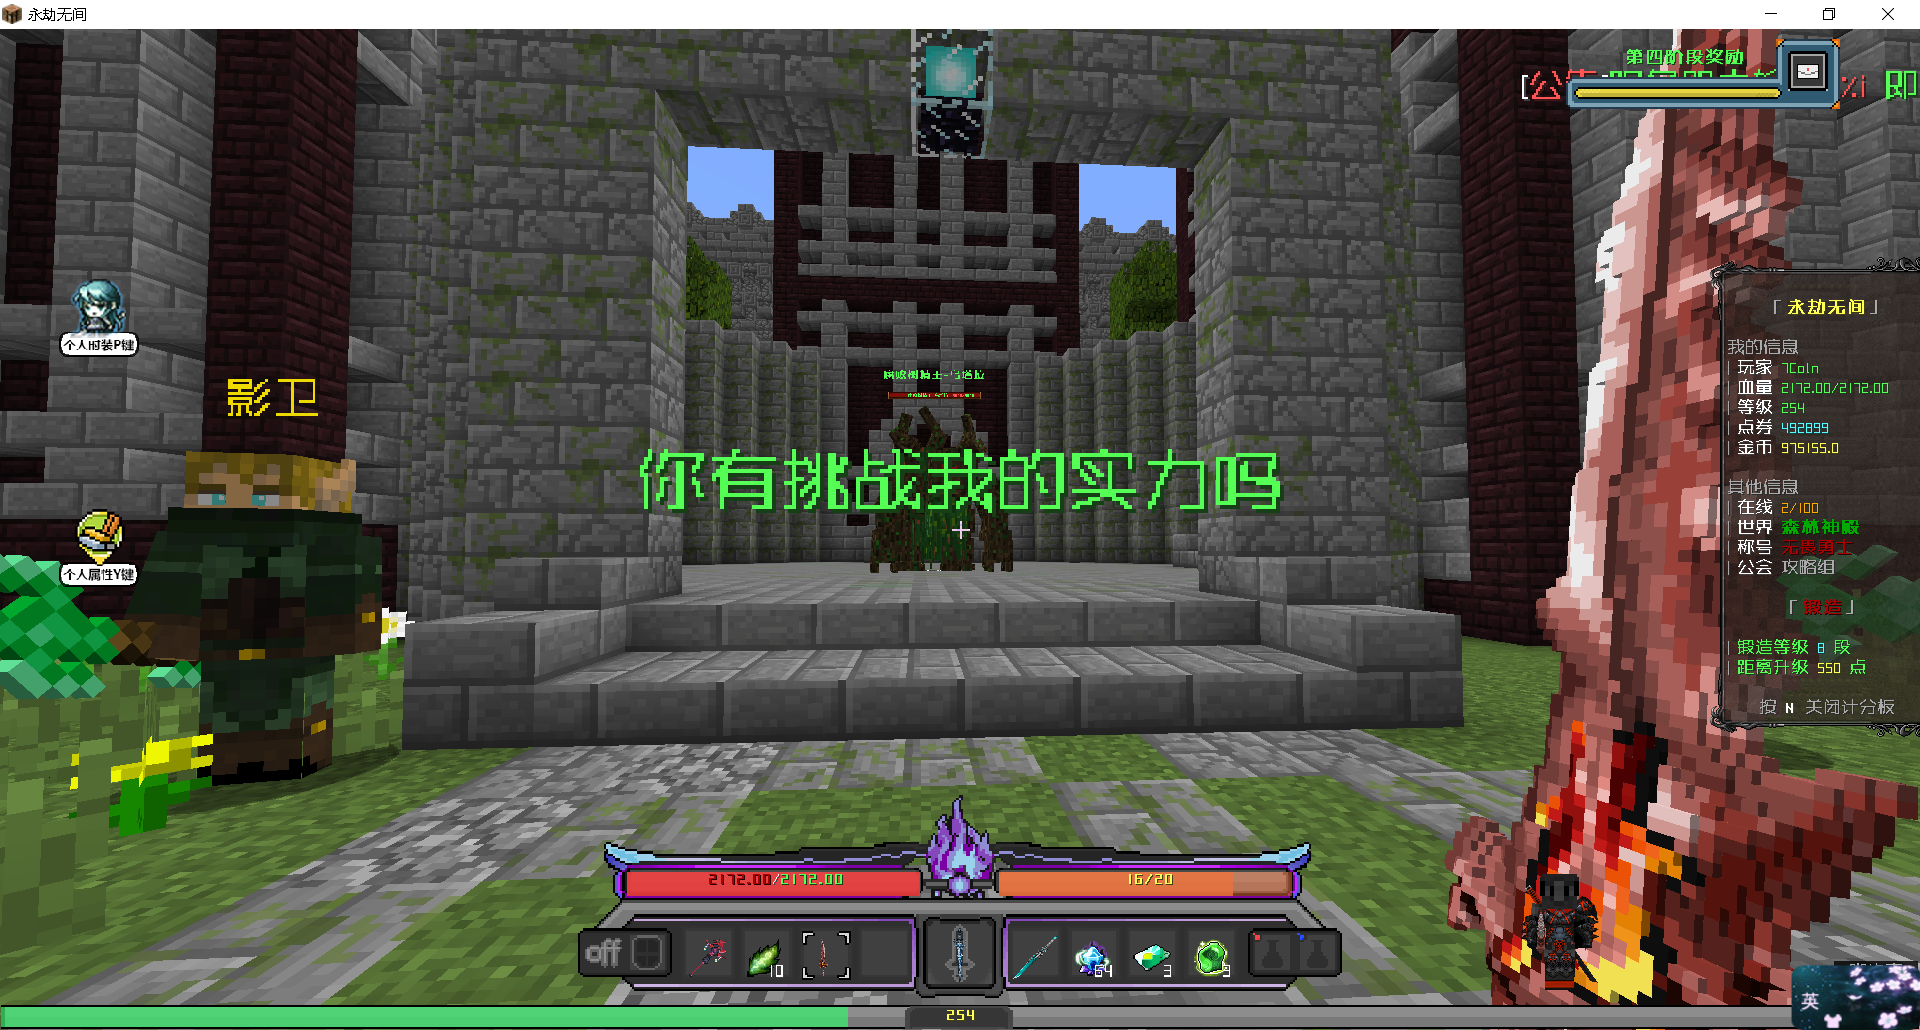 永劫无间
第四阶段奖励
[公
即
「永劫无间」
我的信息
玩家 7Coln
血量 2172.00/2172.00
等级 254
点券 492899
金币 975155.0
其他信息
在线 2/100
世界 森林神殿
称号 无畏勇士
公会 攻略组
「锻造」
锻造等级 8 段
距离升级 550 点
按 N 关闭计分板
个人时装P键
影卫
个人属性Y键
你有挑战我的实力吗
2172.00/2172.00
16/20
off
10
64
3
9
254
英